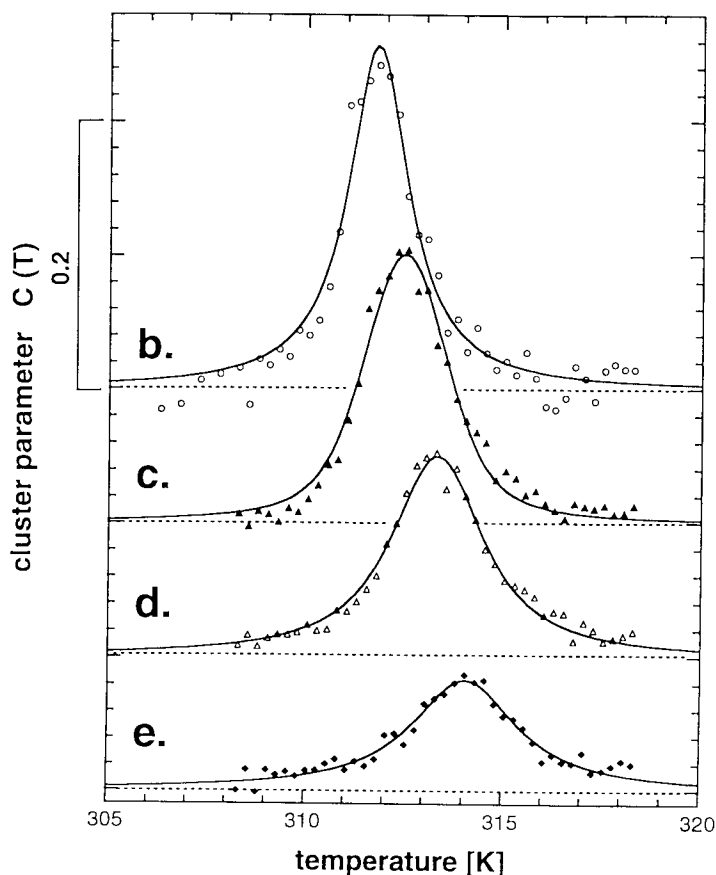 cluster parameter C (T)
0.2
b.
c.
d.
e.
305
310
315
320
temperature [K]